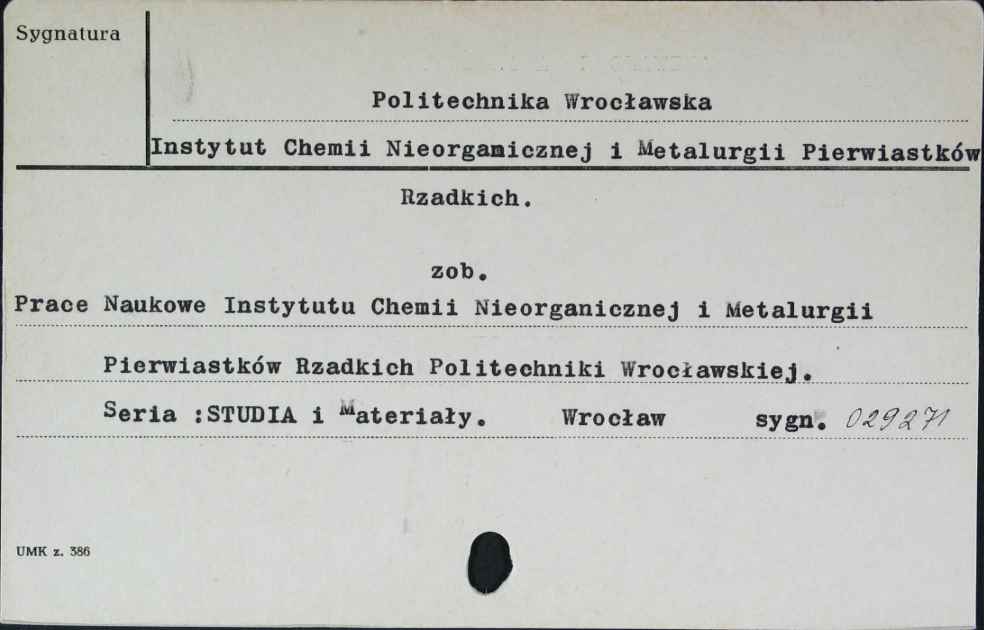 Sygnatura
Politechnika Wrocławska
Instytut Chemii Nieorganicznej i Metalurgii Pierwiastków
Rzadkich.
zob.
Prace Naukowe Instytutu Chemii Nieorganicznej i Metalurgii
Pierwiastków Rzadkich Politechniki Wrocławskiej.
Seria :STUDIA i Materiały. Wrocław sygn. 029271
UMK z. 386